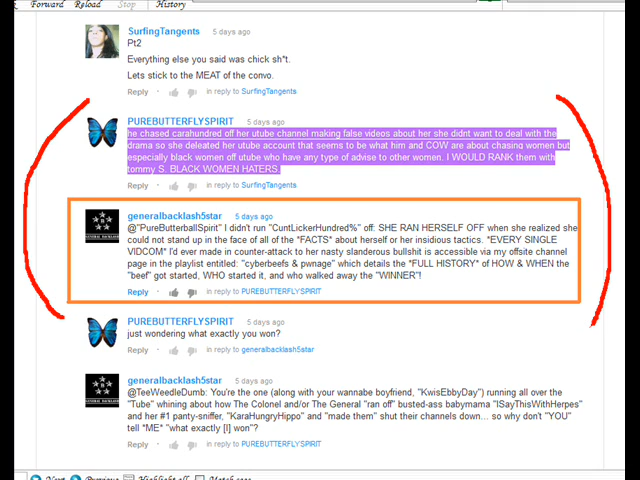 Forward Reload Stop History
SurfingTangents 5 days ago
Pt2
Everything else you said was chick sh*t.
Lets stick to the MEAT of the convo.
Reply · in reply to SurfingTangents
PUREBUTTERFLYSPIRIT 5 days ago
he chased carahundred off her utube channel making false videos about her she didnt want to deal with the
drama so she deleated her utube account that seems to be what him and COW are about chasing women but
especially black women off utube who have any type of advise to other women. I WOULD RANK them with
tommy S. BLACK WOMEN HATERS.
Reply · in reply to SurfingTangents
generalbacklash5star 5 days ago
@"PureButterballSpirit" I didn't run "CuntLickerHundred%" off: SHE RAN HERSELF OFF when she realized she
could not stand up in the face of all of the *FACTS* about herself or her insidious tactics. *EVERY SINGLE
VIDCOM* I'd ever made in counter-attack to her nasty slanderous bullshit is accessible via my offsite channel
page in the playlist entitled: "cyberbeefs & pwnage" which details the *FULL HISTORY* of HOW & WHEN the
"beef" got started, WHO started it, and who walked away the "WINNER"!
Reply · in reply to PUREBUTTERFLYSPIRIT
PUREBUTTERFLYSPIRIT 5 days ago
just wondering what exactly you won?
Reply · in reply to generalbacklash5star
generalbacklash5star 5 days ago
@TeeWeedleDumb: You're the one (along with your wannabe boyfriend, "KwisEbbyDay") running all over the
"Tube" whining about how The Colonel and/or The General "ran off" busted-ass babymama "ISayThisWithHerpes"
and her #1 panty-sniffer, "KaraHungryHippo" and "made them" shut their channels down... so why don't "YOU"
tell *ME* "what exactly [I] won"?
Reply · in reply to PUREBUTTERFLYSPIRIT
Next Previous Highlight all Match case